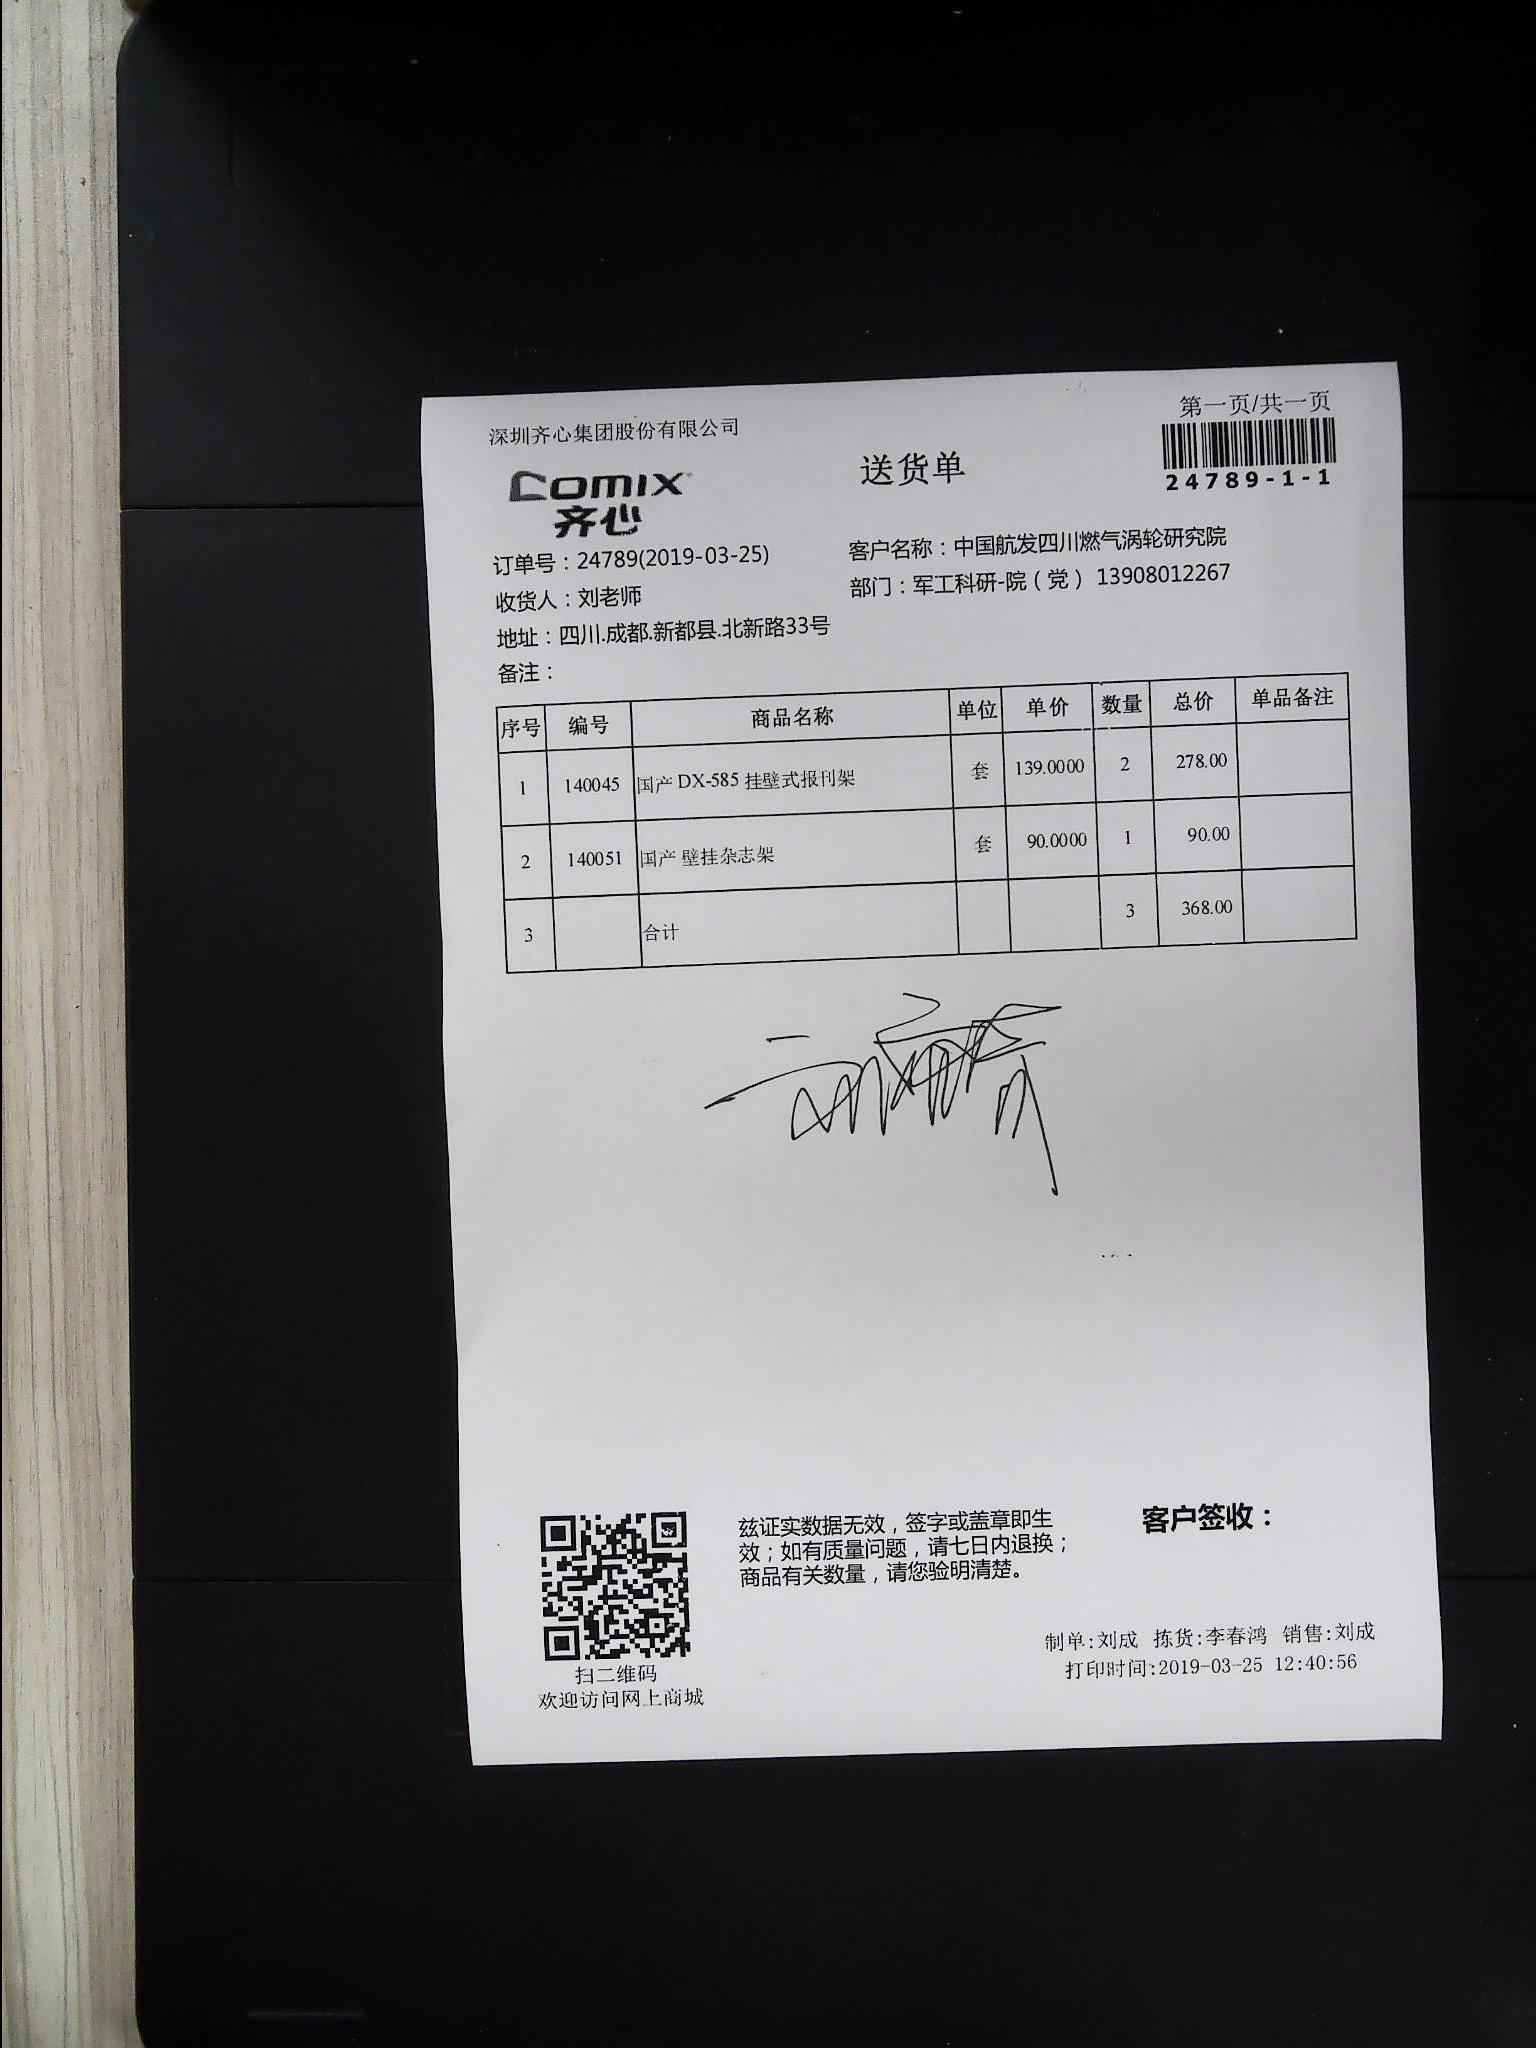 第一页/共一页
深圳齐心集团股份有限公司
COMIX
齐心
送货单
24789-1-1
订单号：24789(2019-03-25)
客户名称：中国航发四川燃气涡轮研究院
收货人：刘老师
部门：军工科研-院（党） 13908012267
地址：四川.成都.新都县.北新路33号
备注：
序号 编号 商品名称 单位 单价 数量 总价 单品备注
1 140045 国产 DX-585 挂壁式报刊架 套 139.0000 2 278.00
2 140051 国产 壁挂杂志架 套 90.0000 1 90.00
3 合计 3 368.00
兹证实数据无效，签字或盖章即生
效；如有质量问题，请七日内退换；
商品有关数量，请您验明清楚。
客户签收：
扫二维码
欢迎访问网上商城
制单:刘成 拣货:李春鸿 销售:刘成
打印时间:2019-03-25 12:40:56